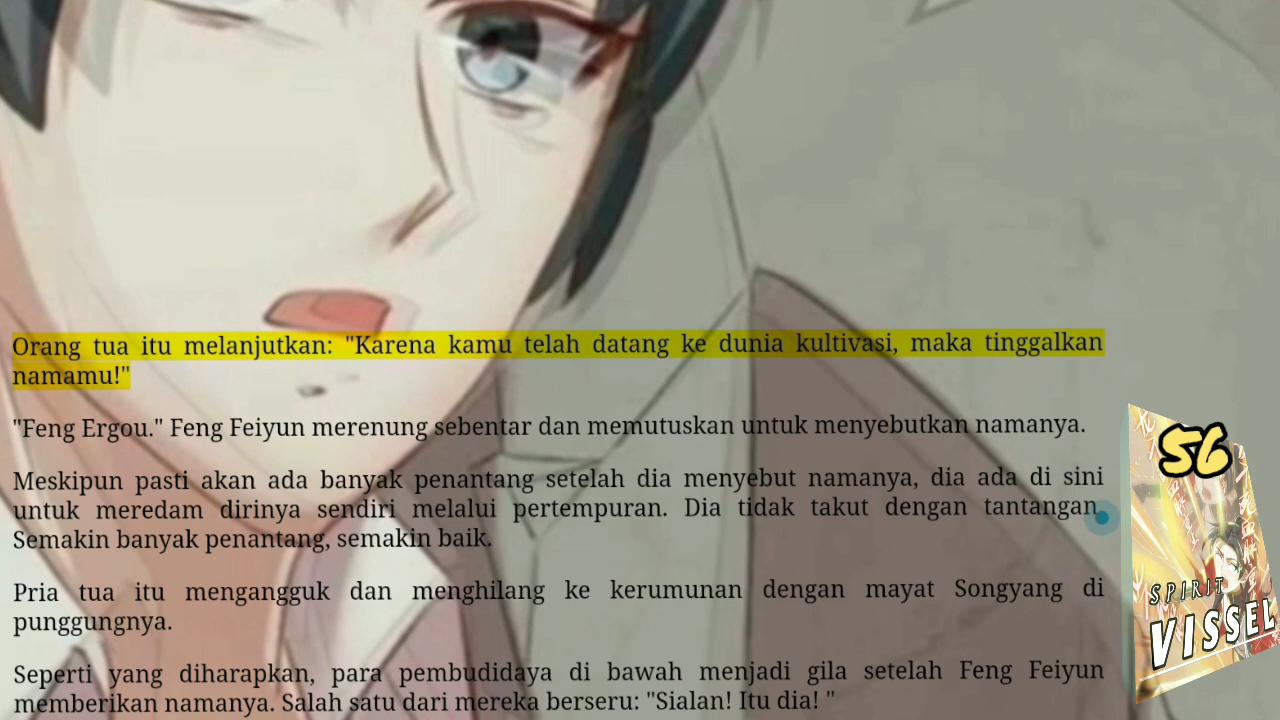 Orang tua itu melanjutkan: "Karena kamu telah datang ke dunia kultivasi, maka tinggalkan
namamu!"
"Feng Ergou." Feng Feiyun merenung sebentar dan memutuskan untuk menyebutkan namanya.
Meskipun pasti akan ada banyak penantang setelah dia menyebut namanya, dia ada di sini
untuk meredam dirinya sendiri melalui pertempuran. Dia tidak takut dengan tantangan.
Semakin banyak penantang, semakin baik.
Pria tua itu mengangguk dan menghilang ke kerumunan dengan mayat Songyang di
punggungnya.
Seperti yang diharapkan, para pembudidaya di bawah menjadi gila setelah Feng Feiyun
memberikan namanya. Salah satu dari mereka berseru: "Sialan! Itu dia! "
56
SPIRIT
VISSEL